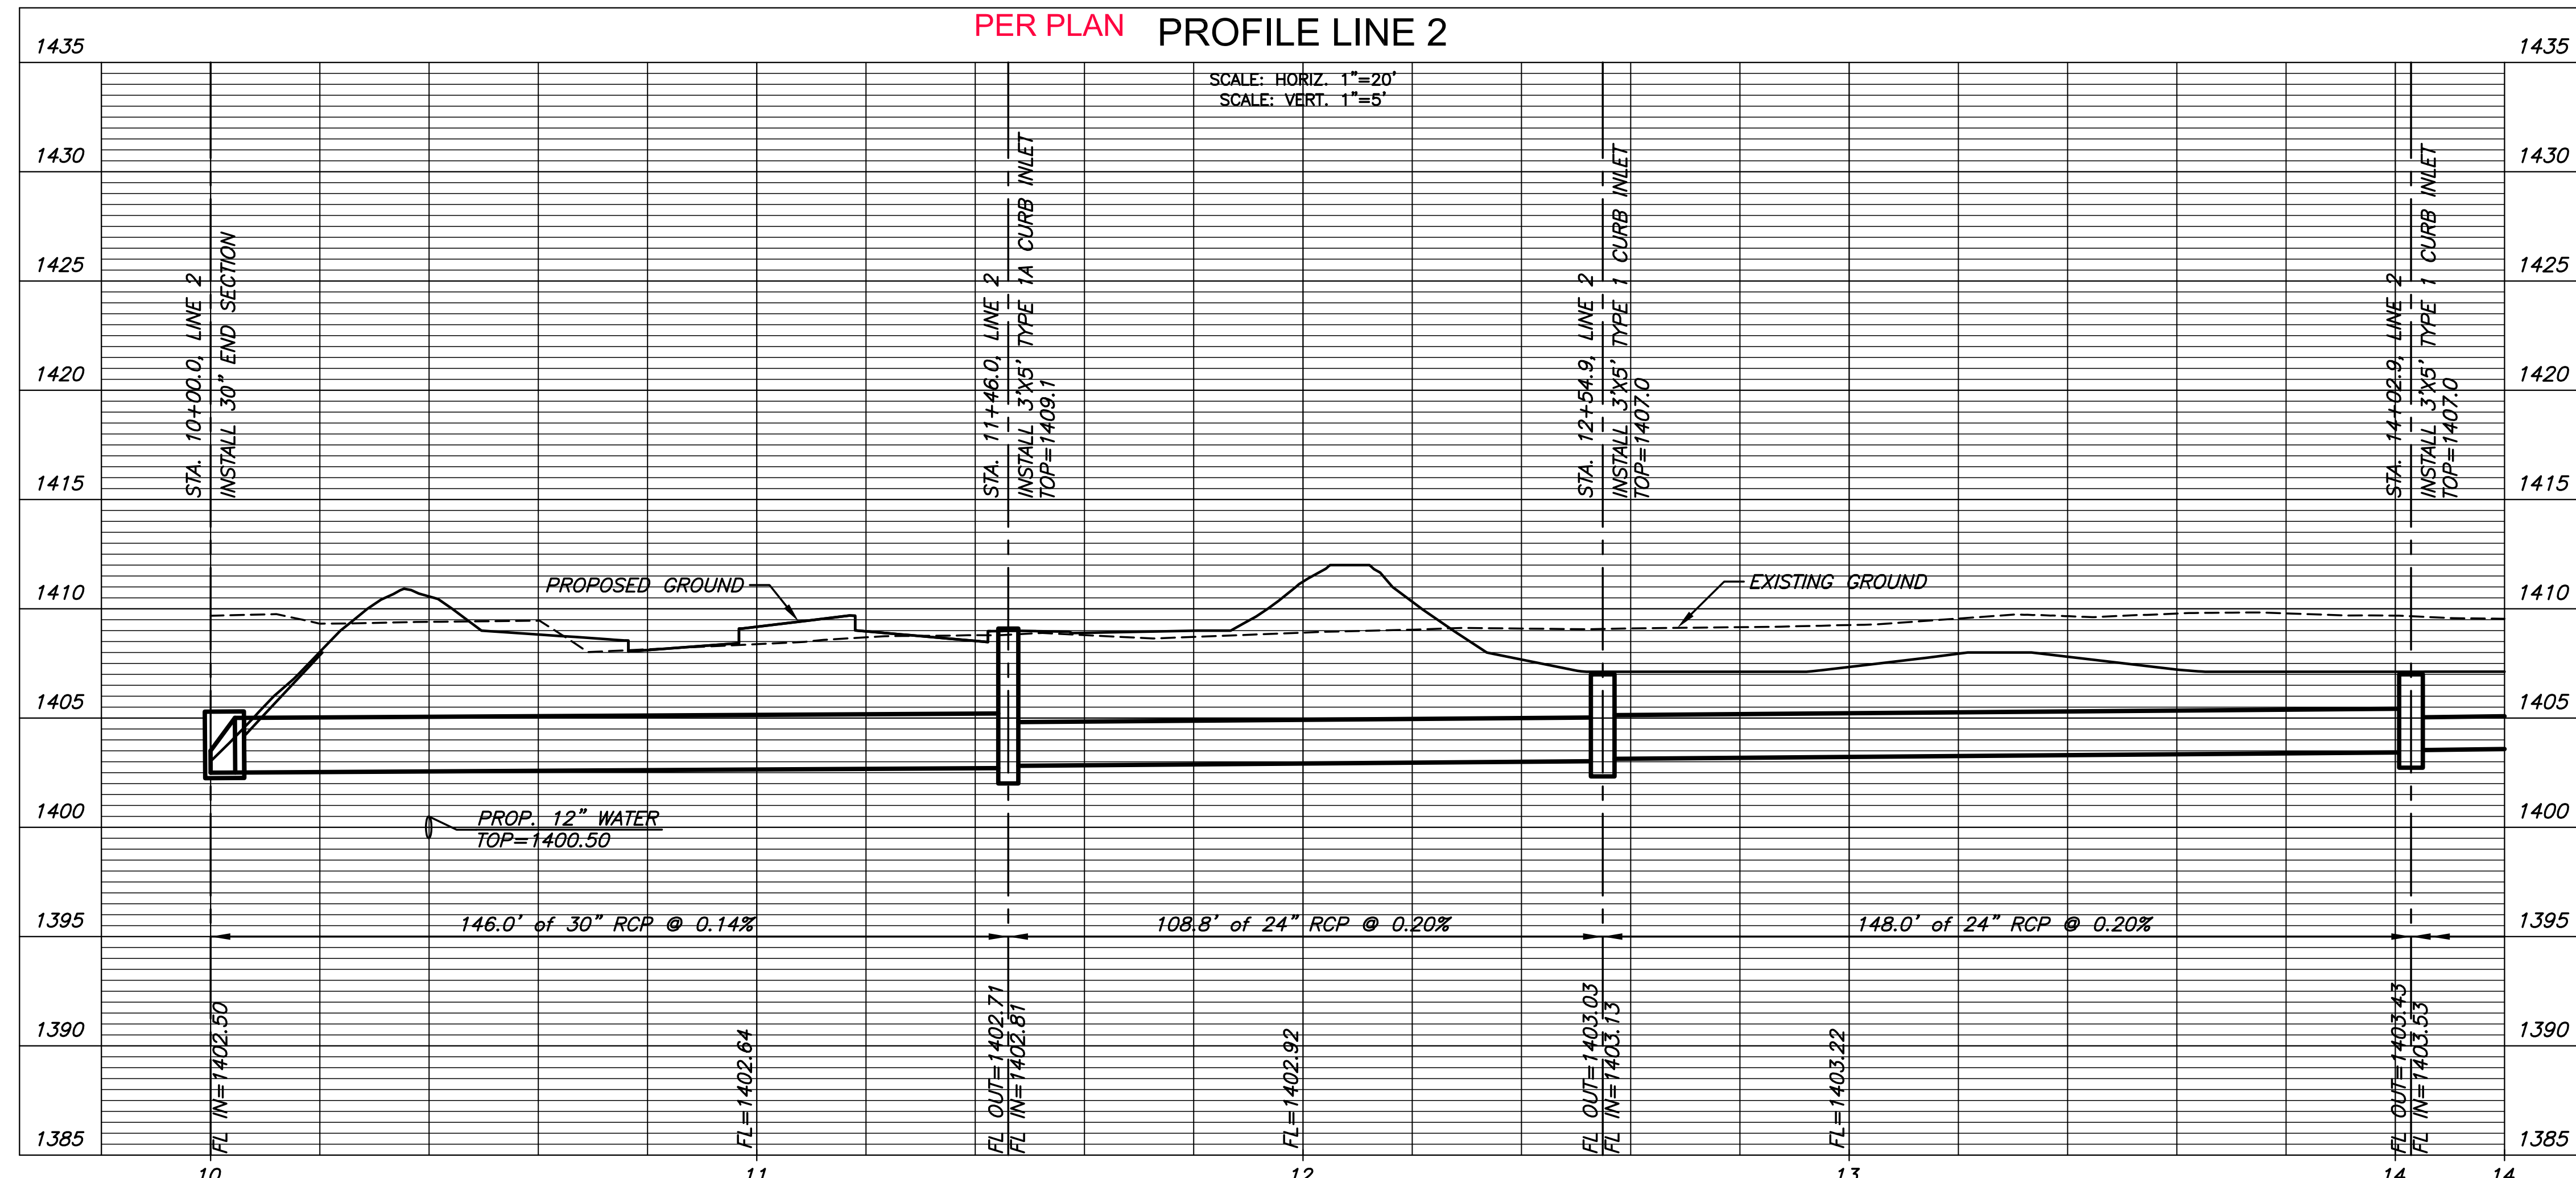 PER PLAN PROFILE LINE 2
SCALE: HORIZ. 1"=20'
SCALE: VERT. 1"=5'
1435 1435
1430 1430
1425 1425
1420 1420
1415 1415
1410 1410
1405 1405
1400 1400
1395 1395
1390 1390
1385 1385
STA. 10+00.0, LINE 2
INSTALL 30" END SECTION
STA. 11+46.0, LINE 2
INSTALL 3'X5' TYPE 1A CURB INLET
TOP=1409.1
STA. 12+54.9, LINE 2
INSTALL 3'X5' TYPE 1 CURB INLET
TOP=1407.0
STA. 14+02.9, LINE 2
INSTALL 3'X5' TYPE 1 CURB INLET
TOP=1407.0
PROPOSED GROUND
EXISTING GROUND
PROP. 12" WATER
TOP=1400.50
146.0' of 30" RCP @ 0.14%
108.8' of 24" RCP @ 0.20%
148.0' of 24" RCP @ 0.20%
FL IN=1402.50
FL=1402.64
FL OUT=1402.71
FL IN=1402.81
FL=1402.92
FL OUT=1403.03
FL IN=1403.13
FL=1403.22
FL OUT=1403.43
FL IN=1403.53
10 11 12 13 14 14